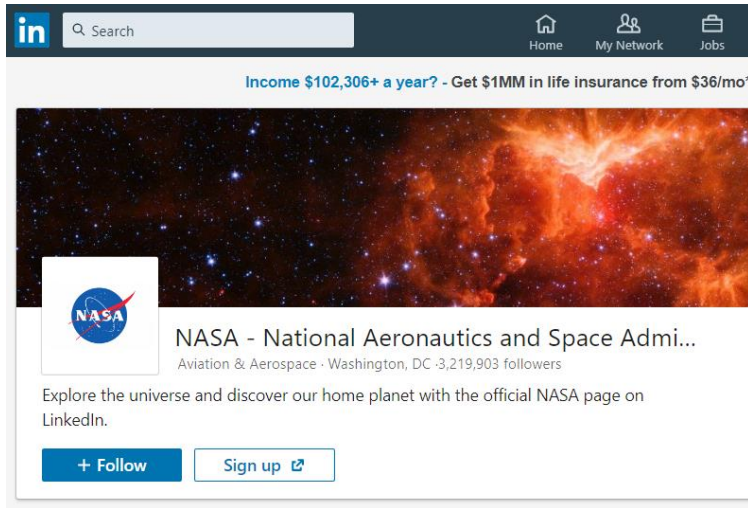 in
Search
Home
My Network
Jobs
Income $102,306+ a year? - Get $1MM in life insurance from $36/mo*
NASA
NASA - National Aeronautics and Space Admi...
Aviation & Aerospace · Washington, DC ·3,219,903 followers
Explore the universe and discover our home planet with the official NASA page on
LinkedIn.
+ Follow
Sign up